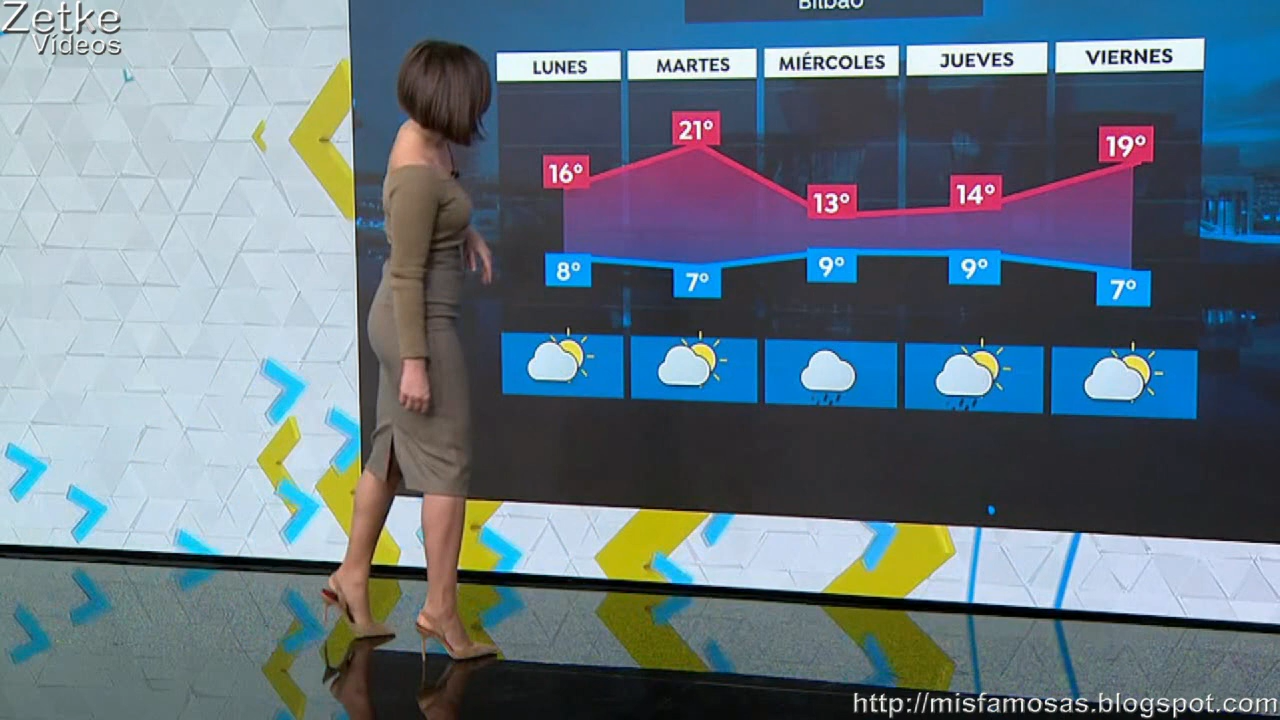 Zetke
Vídeos
Bilbao
LUNES MARTES MIÉRCOLES JUEVES VIERNES
16° 21° 13° 14° 19°
8° 7° 9° 9° 7°
http://misfamosas.blogspot.com